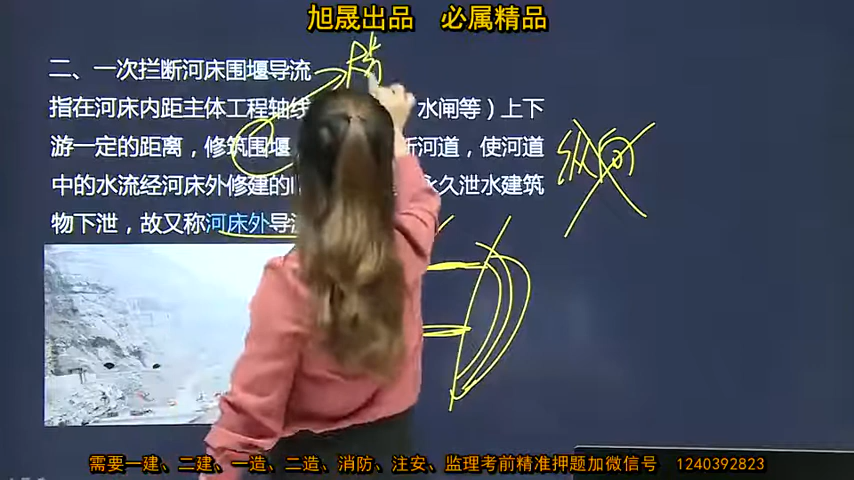 旭晟出品 必属精品
二、一次拦断河床围堰导流
指在河床内距主体工程轴线 水闸等）上下
游一定的距离，修筑围堰 河道，使河道
中的水流经河床外修建的 永久泄水建筑
物下泄，故又称河床外导
纵向
需要一建、二建、一造、二造、消防、注安、监理考前精准押题加微信号 1240392823